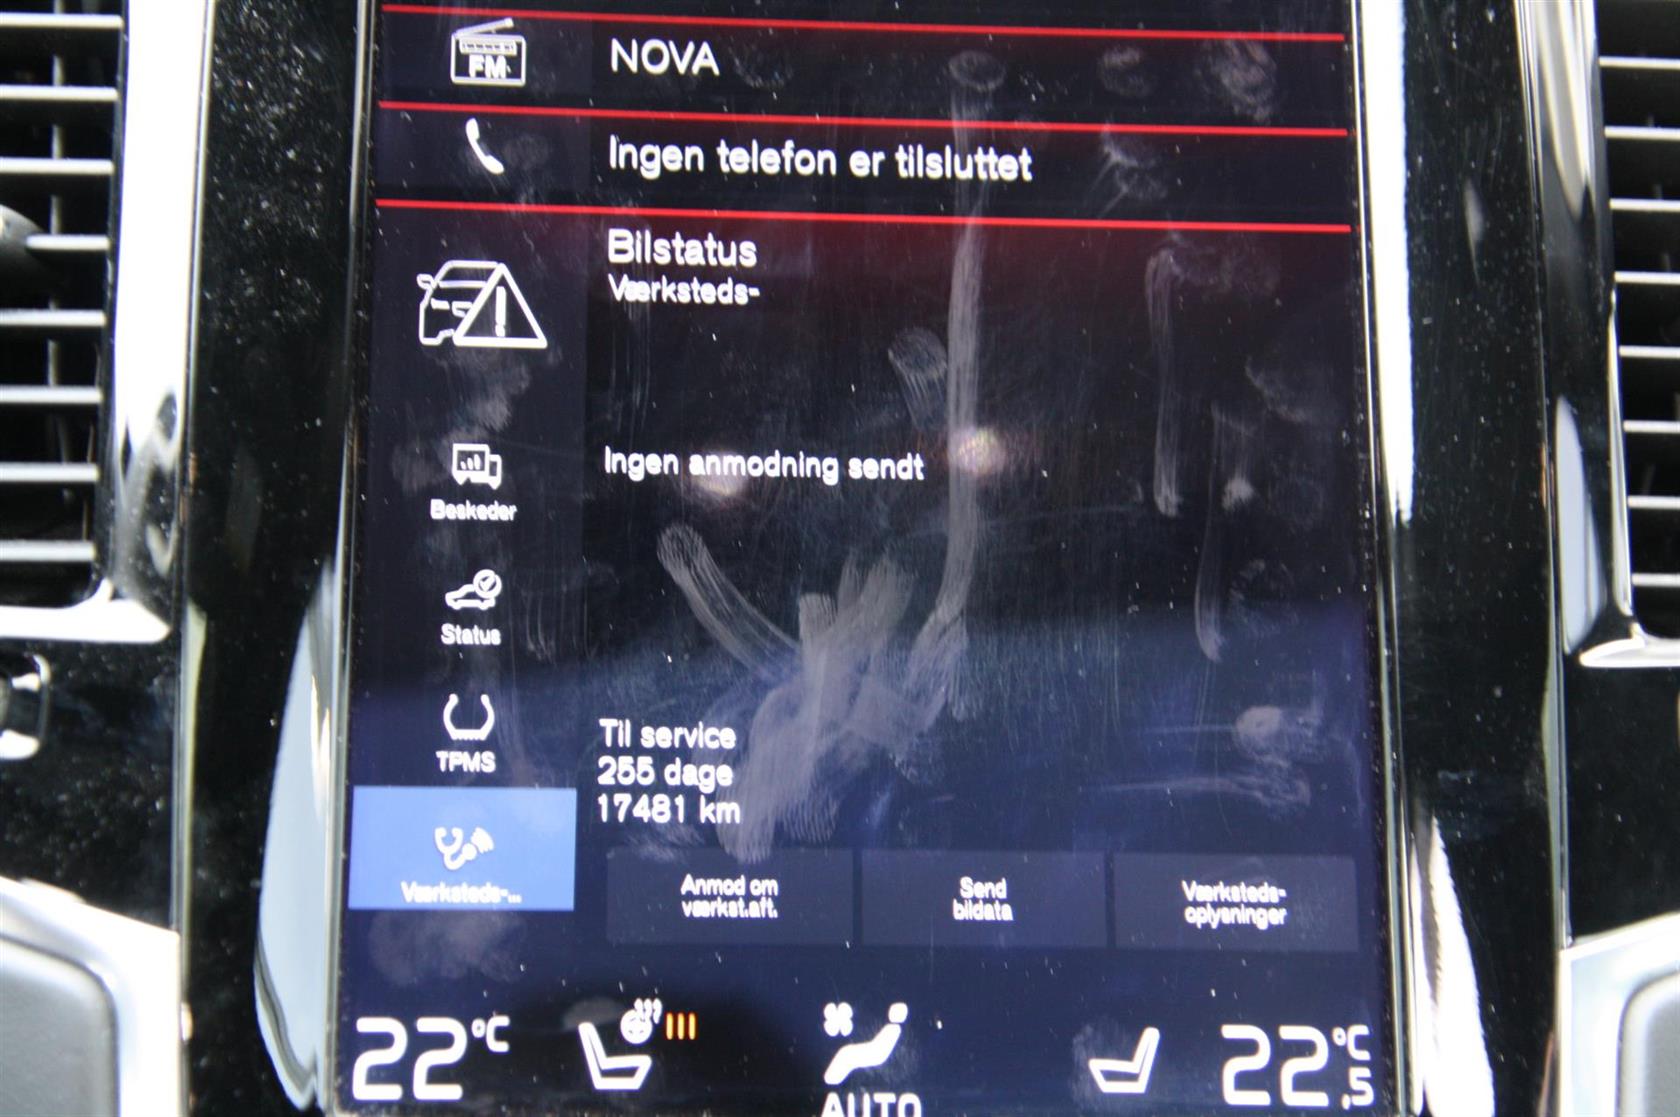 FM
NOVA
Ingen telefon er tilsluttet
Bilstatus
Værksteds-
Ingen anmodning sendt
Beskeder
Status
TPMS
Til service
255 dage
17481 km
Værksteds-...
Anmod om
værkst.aft.
Send
bildata
Værksteds-
oplysninger
22°C
22,5°C
AUTO